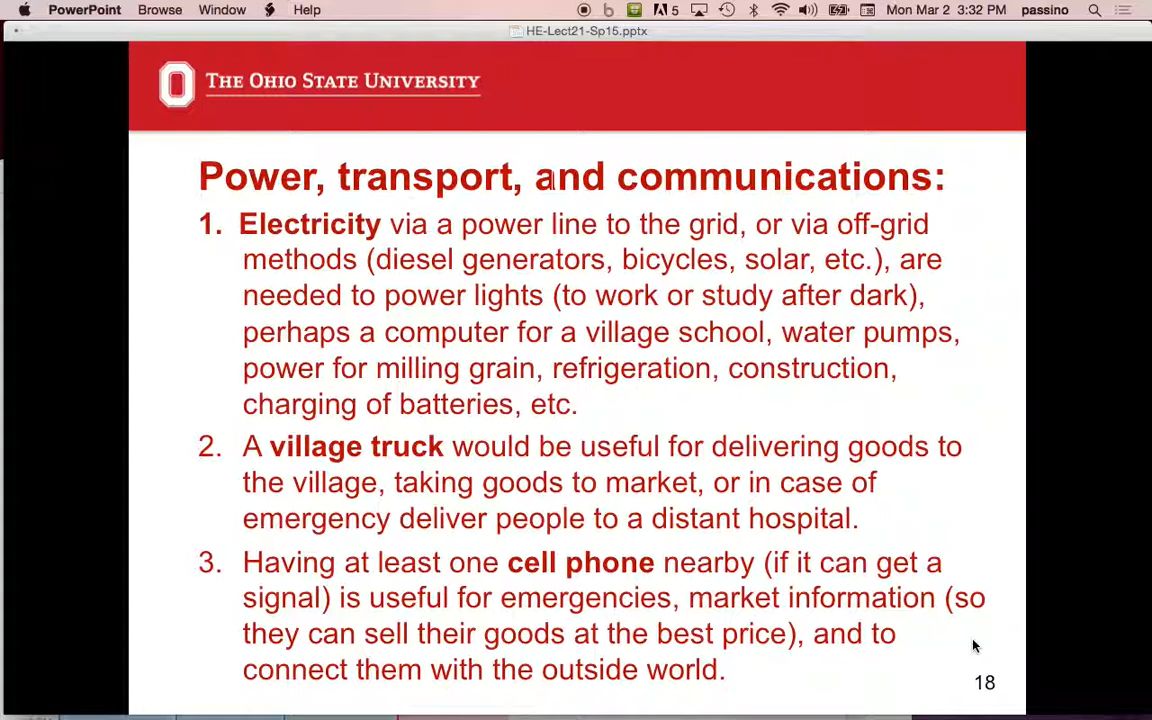 PowerPoint Browse Window Help 5 Mon Mar 2 3:32 PM passino
HE-Lect21-Sp15.pptx
THE OHIO STATE UNIVERSITY
Power, transport, and communications:
1. Electricity via a power line to the grid, or via off-grid
methods (diesel generators, bicycles, solar, etc.), are
needed to power lights (to work or study after dark),
perhaps a computer for a village school, water pumps,
power for milling grain, refrigeration, construction,
charging of batteries, etc.
2. A village truck would be useful for delivering goods to
the village, taking goods to market, or in case of
emergency deliver people to a distant hospital.
3. Having at least one cell phone nearby (if it can get a
signal) is useful for emergencies, market information (so
they can sell their goods at the best price), and to
connect them with the outside world.
18